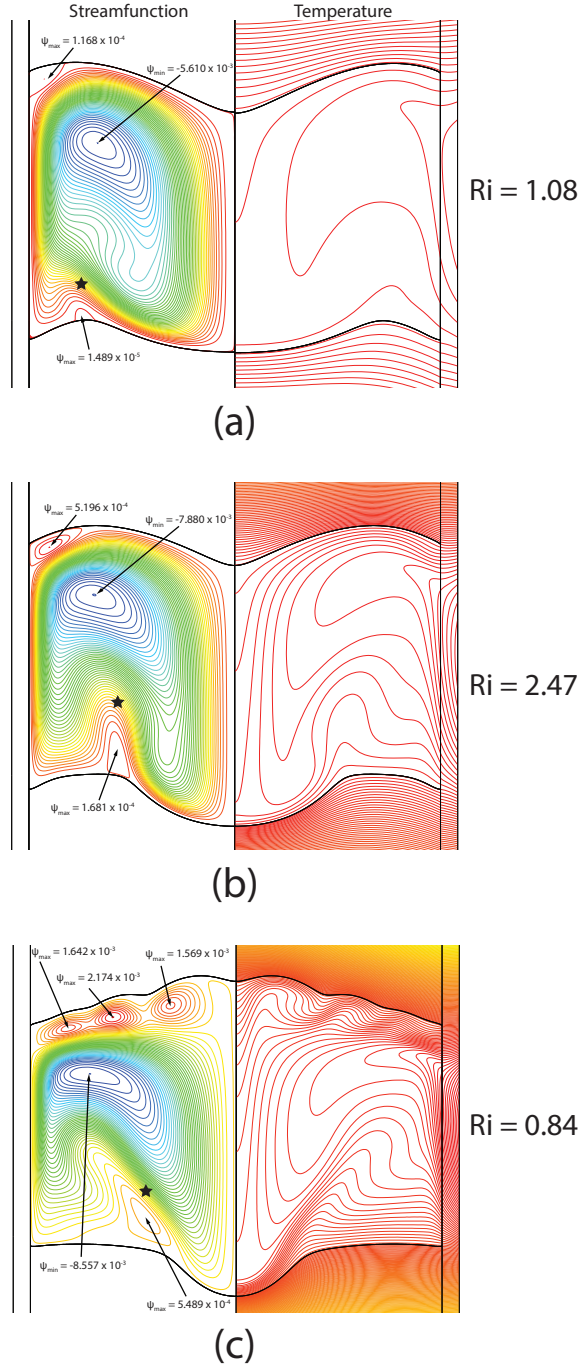 Streamfunction Temperature
ψmax = 1.168 x 10-4
ψmin = -5.610 x 10-3
Ri = 1.08
ψmax = 1.489 x 10-5
(a)
ψmax = 5.196 x 10-4
ψmin = -7.880 x 10-3
Ri = 2.47
ψmax = 1.681 x 10-4
(b)
ψmax = 1.642 x 10-3
ψmax = 1.569 x 10-3
ψmax = 2.174 x 10-3
Ri = 0.84
ψmin = -8.557 x 10-3
ψmax = 5.489 x 10-4
(c)